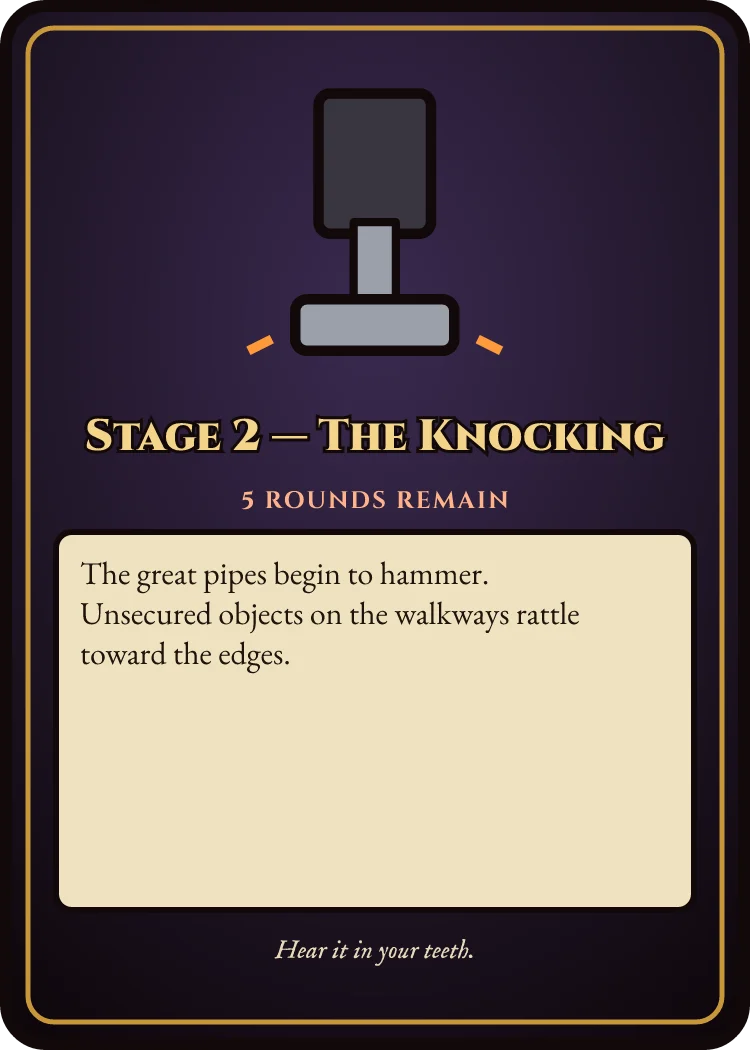 Stage 2 — The Knocking
5 ROUNDS REMAIN
The great pipes begin to hammer.
Unsecured objects on the walkways rattle
toward the edges.
Hear it in your teeth.